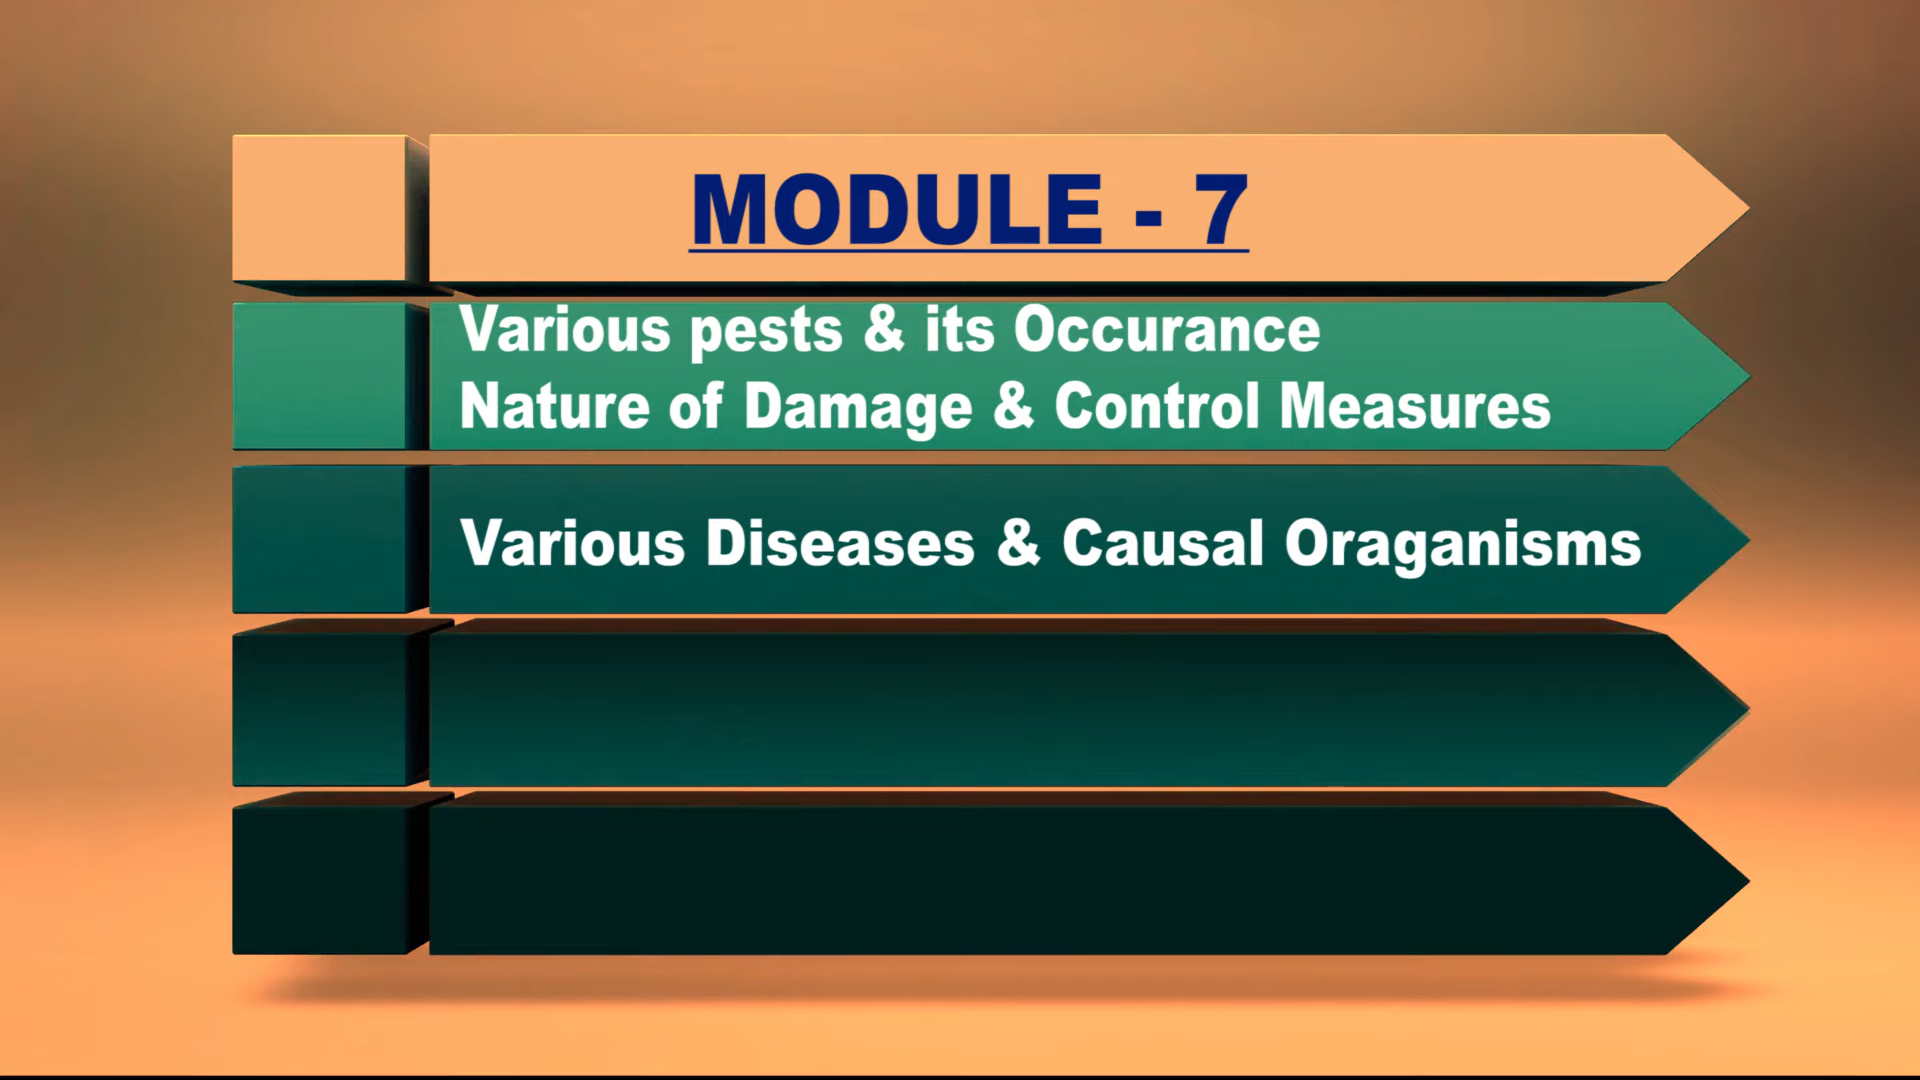 MODULE - 7
Various pests & its Occurance
Nature of Damage & Control Measures
Various Diseases & Causal Oraganisms